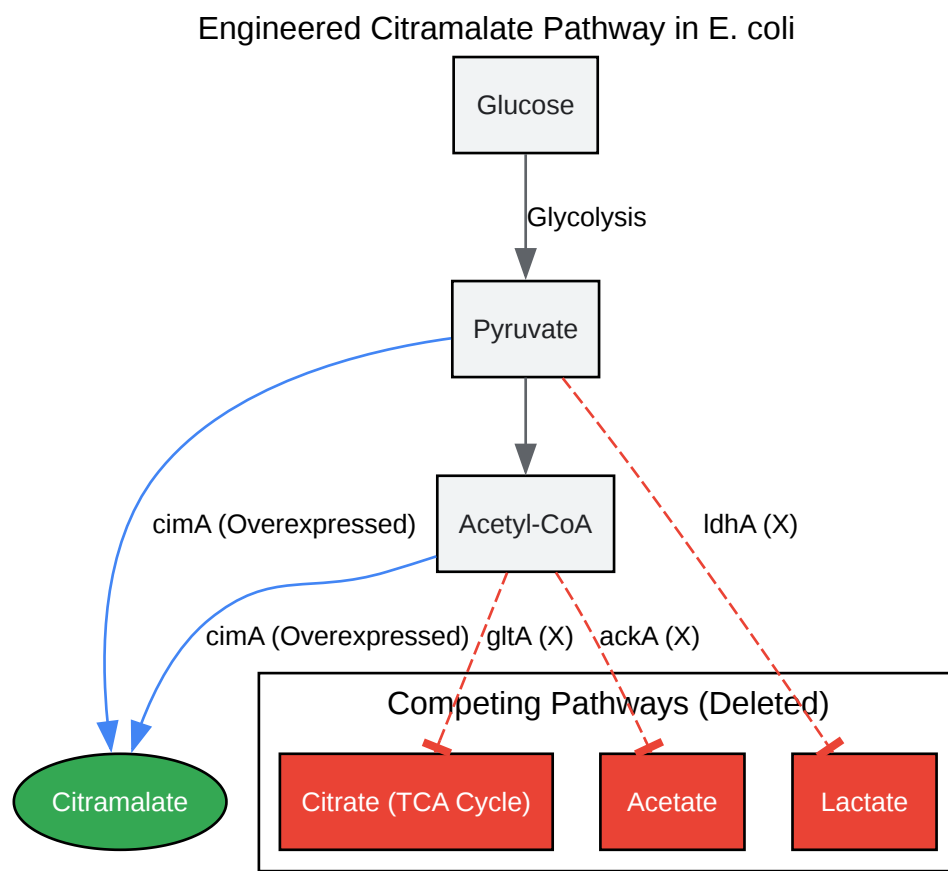 Engineered Citramalate Pathway in E. coli
Glucose
Glycolysis
Pyruvate
cimA (Overexpressed)
Acetyl-CoA
ldhA (X)
cimA (Overexpressed)
gltA (X)
ackA (X)
Competing Pathways (Deleted)
Citramalate
Citrate (TCA Cycle)
Acetate
Lactate